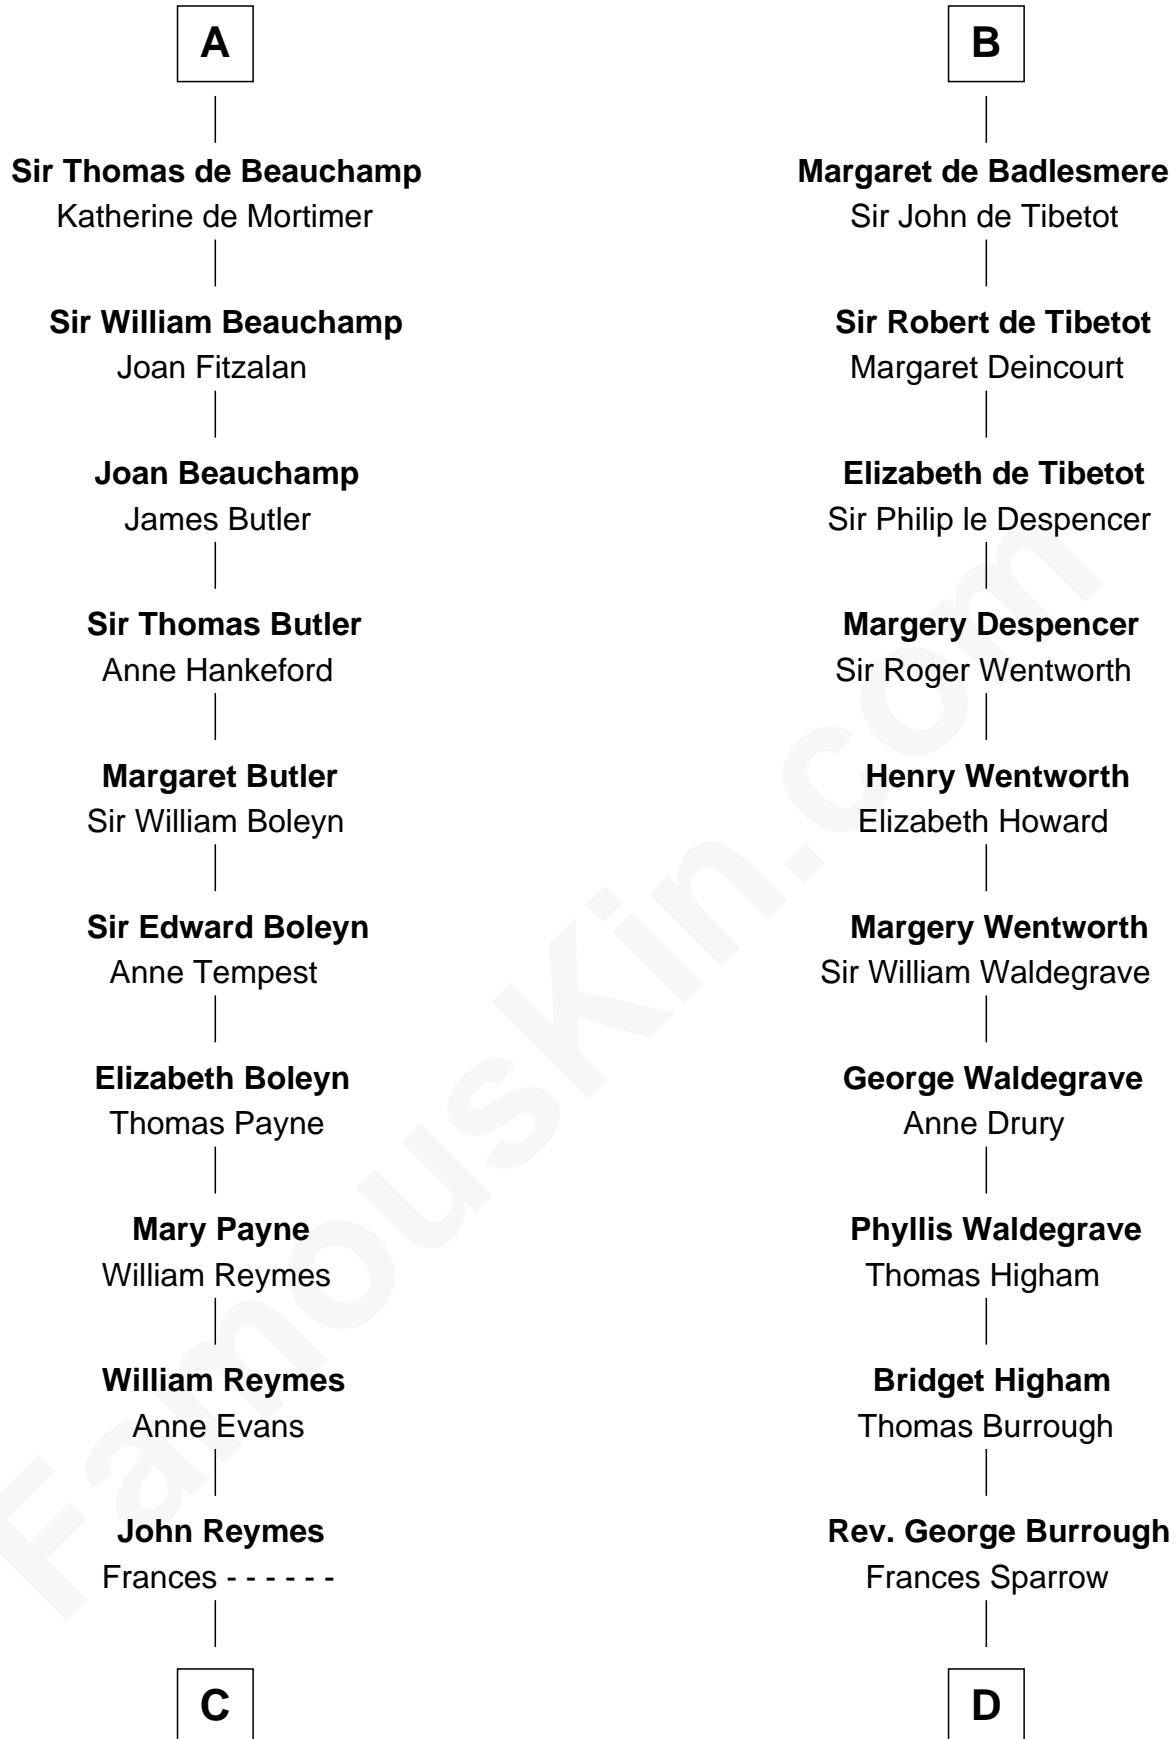 A
Sir Thomas de Beauchamp
Katherine de Mortimer
Sir William Beauchamp
Joan Fitzalan
Joan Beauchamp
James Butler
Sir Thomas Butler
Anne Hankeford
Margaret Butler
Sir William Boleyn
Sir Edward Boleyn
Anne Tempest
Elizabeth Boleyn
Thomas Payne
Mary Payne
William Reymes
William Reymes
Anne Evans
John Reymes
Frances - - - - - -
C
B
Margaret de Badlesmere
Sir John de Tibetot
Sir Robert de Tibetot
Margaret Deincourt
Elizabeth de Tibetot
Sir Philip le Despencer
Margery Despencer
Sir Roger Wentworth
Henry Wentworth
Elizabeth Howard
Margery Wentworth
Sir William Waldegrave
George Waldegrave
Anne Drury
Phyllis Waldegrave
Thomas Higham
Bridget Higham
Thomas Burrough
Rev. George Burrough
Frances Sparrow
D
FamousKin.com